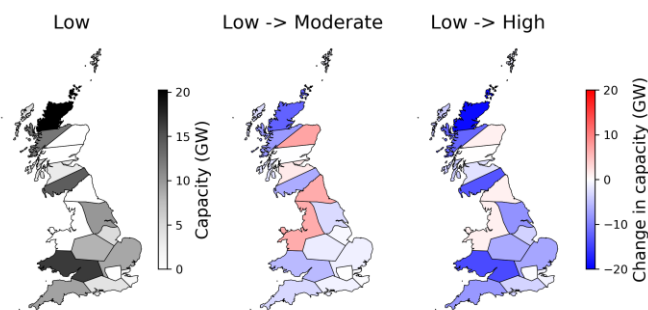 Low
Low -> Moderate
Low -> High
20
15
10
5
0
Capacity (GW)
20
10
0
−10
−20
Change in capacity (GW)